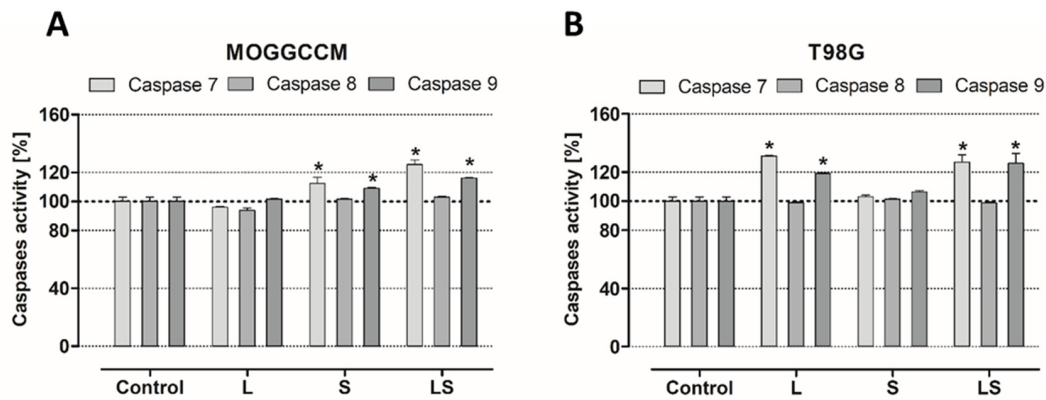 A
MOGGCCM
Caspase 7 Caspase 8 Caspase 9
Caspases activity [%]
160
120
100
80
40
0
* * * *
Control L S LS
B
T98G
Caspase 7 Caspase 8 Caspase 9
Caspases activity [%]
160
120
100
80
40
0
* * * *
Control L S LS